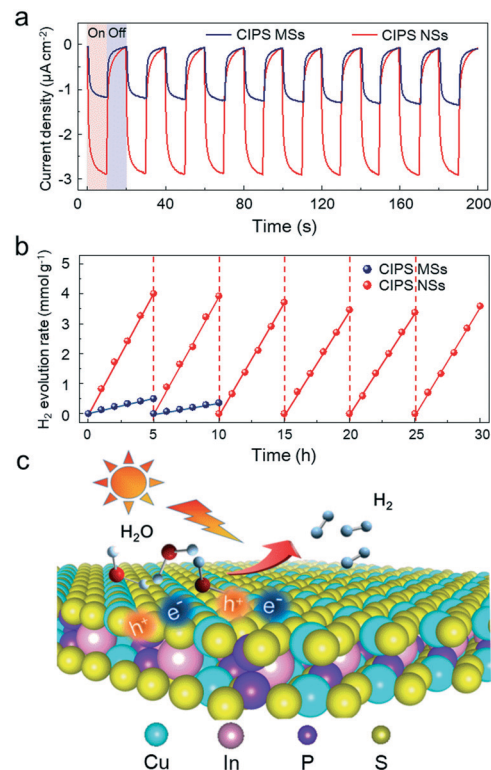 a
On Off
CIPS MSs
CIPS NSs
Current density (μA cm-2)
0
-1
-2
-3
0 40 80 120 160 200
Time (s)
b
CIPS MSs
CIPS NSs
H2 evolution rate (mmol g-1)
5
4
3
2
1
0
0 5 10 15 20 25 30
Time (h)
c
H2O
H2
h+ e- h+ e-
Cu In P S